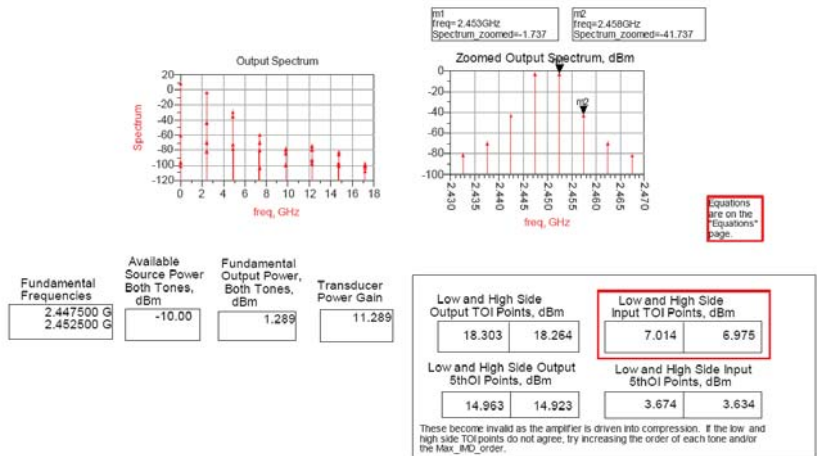 m1
freq=2.453GHz
Spectrum_zoomed=-1.737
m2
freq=2.458GHz
Spectrum_zoomed=-41.737
Output Spectrum
Spectrum
20
0
-20
-40
-60
-80
-100
-120
0 2 4 6 8 10 12 14 16 18
freq, GHz
Zoomed Output Spectrum, dBm
m2
0
-20
-40
-60
-80
-100
2.430 2.435 2.440 2.445 2.450 2.455 2.460 2.465 2.470
freq, GHz
Equations
are on the
"Equations"
page.
Fundamental
Frequencies
2.447500 G
2.452500 G
Available
Source Power
Both Tones,
dBm
-10.00
Fundamental
Output Power,
Both Tones,
dBm
1.289
Transducer
Power Gain
11.289
Low and High Side
Output TOI Points, dBm
18.303 18.264
Low and High Side
Input TOI Points, dBm
7.014 6.975
Low and High Side Output
5thOI Points, dBm
14.963 14.923
Low and High Side Input
5thOI Points, dBm
3.674 3.634
These become invalid as the amplifier is driven into compression. If the low and
high side TOI points do not agree, try increasing the order of each tone and/or
the Max_IMD_order.